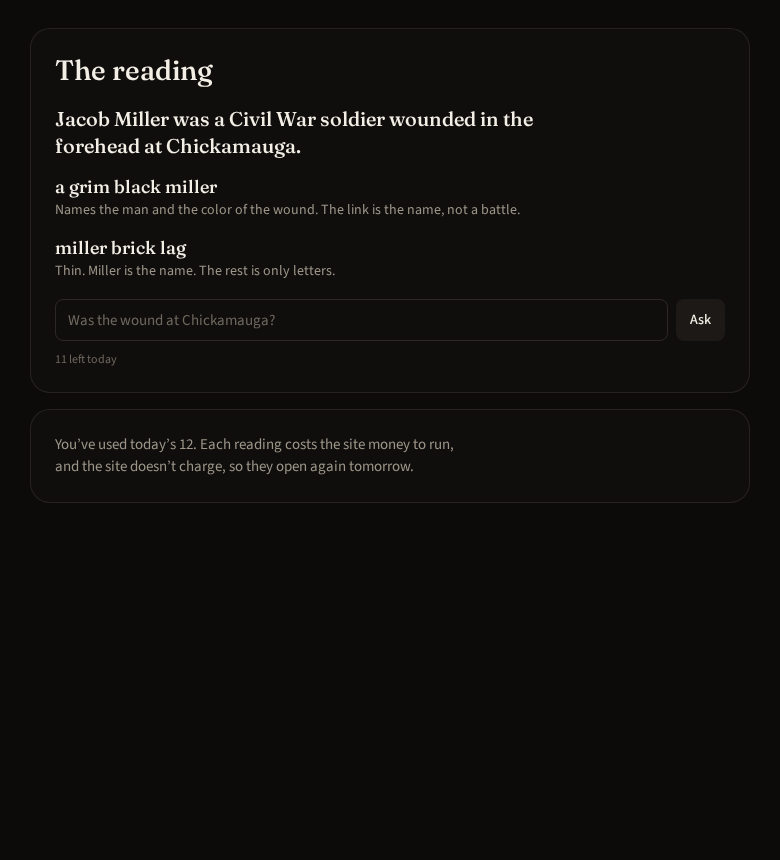 The reading
Jacob Miller was a Civil War soldier wounded in the
forehead at Chickamauga.
a grim black miller
Names the man and the color of the wound. The link is the name, not a battle.
miller brick lag
Thin. Miller is the name. The rest is only letters.
Was the wound at Chickamauga?
Ask
11 left today
You’ve used today’s 12. Each reading costs the site money to run,
and the site doesn’t charge, so they open again tomorrow.